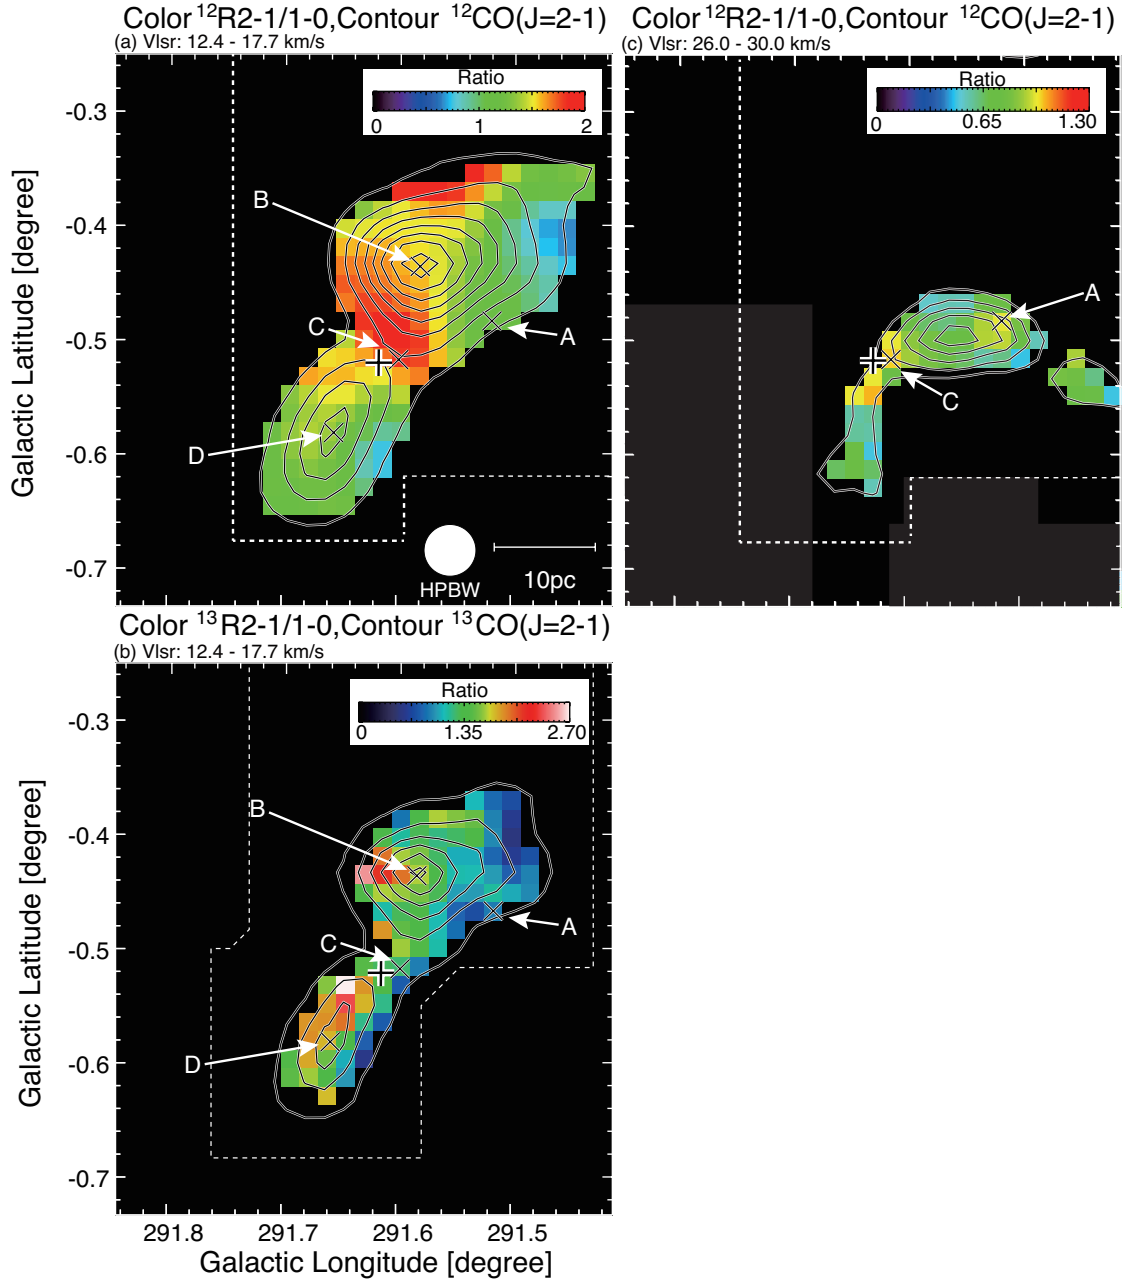 Color ¹²R2-1/1-0,Contour ¹²CO(J=2-1)
(a) Vlsr: 12.4 - 17.7 km/s
Ratio
0 1 2
-0.3
-0.4
-0.5
-0.6
-0.7
Galactic Latiitude [degree]
B
C
A
D
HPBW
10pc
Color ¹²R2-1/1-0,Contour ¹²CO(J=2-1)
(c) Vlsr: 26.0 - 30.0 km/s
Ratio
0 0.65 1.30
A
C
Color ¹³R2-1/1-0,Contour ¹³CO(J=2-1)
(b) Vlsr: 12.4 - 17.7 km/s
Ratio
0 1.35 2.70
-0.3
-0.4
-0.5
-0.6
-0.7
Galactic Latiitude [degree]
B
A
C
D
291.8 291.7 291.6 291.5
Galactic Longitude [degree]